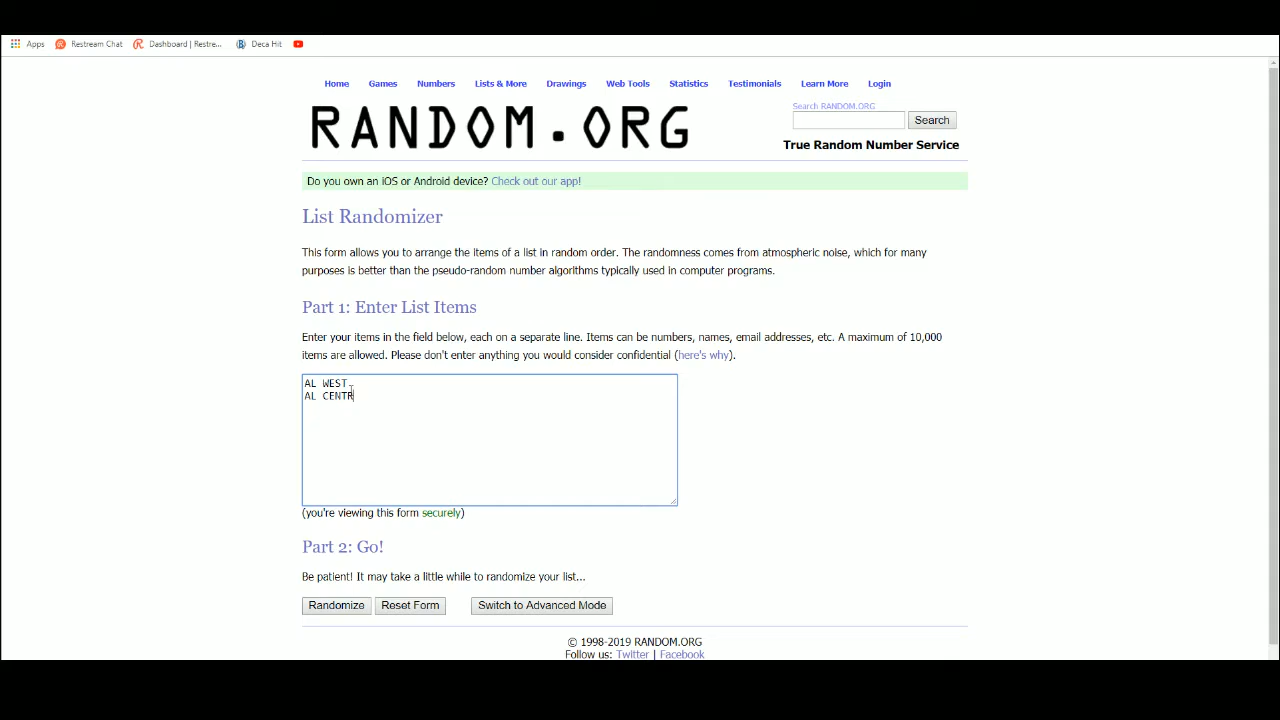 Apps Restream Chat Dashboard | Restre... Deca Hit
Home Games Numbers Lists & More Drawings Web Tools Statistics Testimonials Learn More Login
RANDOM.ORG
Search RANDOM.ORG
Search
True Random Number Service
Do you own an iOS or Android device? Check out our app!
List Randomizer
This form allows you to arrange the items of a list in random order. The randomness comes from atmospheric noise, which for many
purposes is better than the pseudo-random number algorithms typically used in computer programs.
Part 1: Enter List Items
Enter your items in the field below, each on a separate line. Items can be numbers, names, email addresses, etc. A maximum of 10,000
items are allowed. Please don't enter anything you would consider confidential (here's why).
AL WEST
AL CENTR
(you're viewing this form securely)
Part 2: Go!
Be patient! It may take a little while to randomize your list...
Randomize Reset Form Switch to Advanced Mode
© 1998-2019 RANDOM.ORG
Follow us: Twitter | Facebook